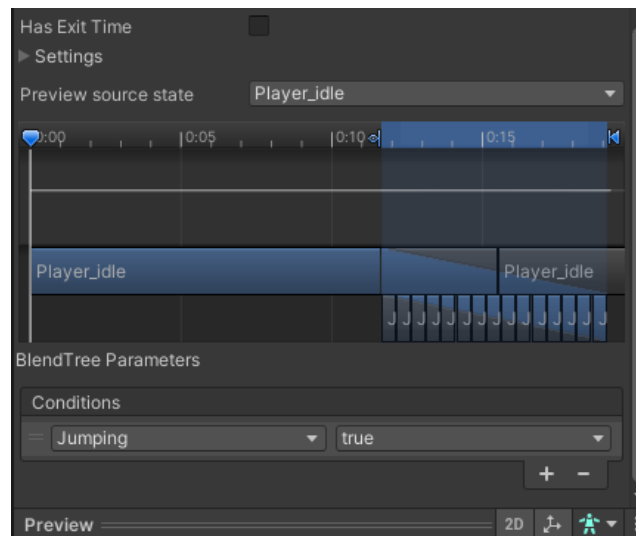 Has Exit Time
Settings
Preview source state Player_idle
0:00 0:05 0:10 0:15
Player_idle Player_idle
J J J J J J J J J J J J J J
BlendTree Parameters
Conditions
Jumping true
+ -
Preview 2D